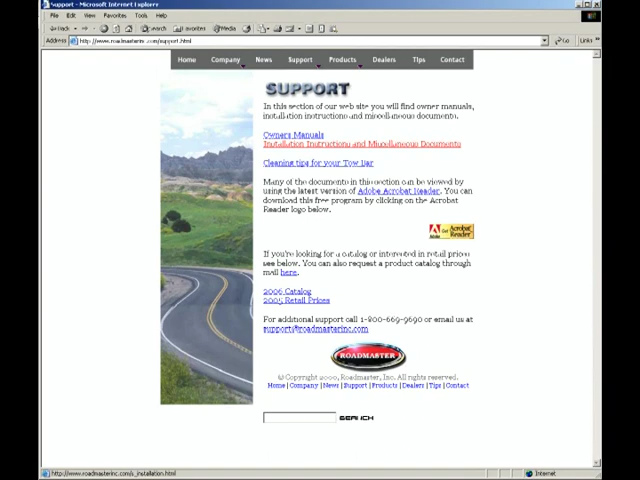 Support - Microsoft Internet Explorer
File Edit View Favorites Tools Help
Back Search Favorites Media
Address http://www.roadmasterinc.com/support.html Go Links
Home Company News Support Products Dealers Tips Contact
SUPPORT
In this section of our web site you will find owner manuals,
installation instructions and miscellaneous documents.
Owners Manuals
Installation Instructions and Miscellaneous Documents
Cleaning tips for your Tow Bar
Many of the documents in this section can be viewed by
using the latest version of Adobe Acrobat Reader. You can
download this free program by clicking on the Acrobat
Reader logo below.
Adobe Get Acrobat Reader
If you're looking for a catalog or interested in retail prices
see below. You can also request a product catalog through
mail here.
2006 Catalog
2005 Retail Prices
For additional support call 1-800-669-9690 or email us at
support@roadmasterinc.com
ROADMASTER
© Copyright 2000, Roadmaster, Inc. All rights reserved.
Home | Company | News | Support | Products | Dealers | Tips | Contact
SEARCH
http://www.roadmasterinc.com/s_installation.html Internet